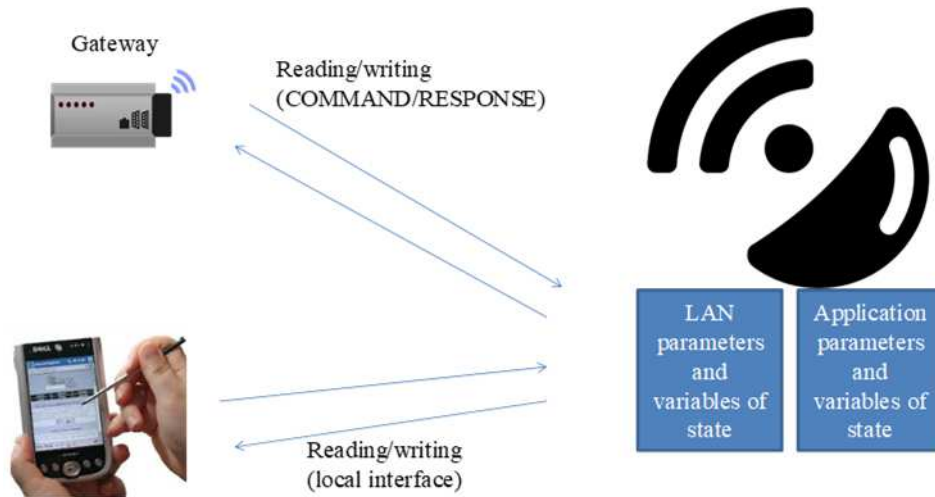 Gateway
Reading/writing
(COMMAND/RESPONSE)
LAN
parameters
and
variables of
state
Application
parameters
and
variables of
state
DELL
Reading/writing
(local interface)